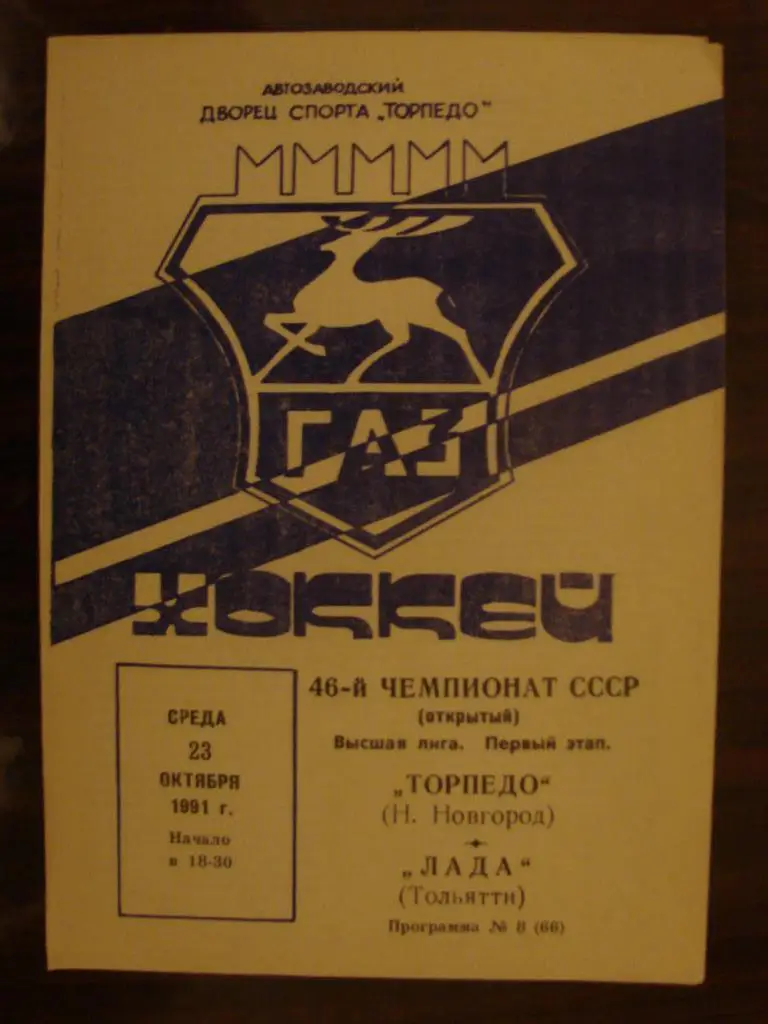 АВТОЗАВОДСКИЙ
ДВОРЕЦ СПОРТА „ТОРПЕДО"
ГАЗ
ХОККЕЙ
СРЕДА
23
ОКТЯБРЯ
1991 г.
Начало
в 18-30
46-й ЧЕМПИОНАТ СССР
(открытый)
Высшая лига. Первый этап.
„ТОРПЕДО"
(Н. Новгород)
„ЛАДА"
(Тольятти)
Программа № 8 (66)